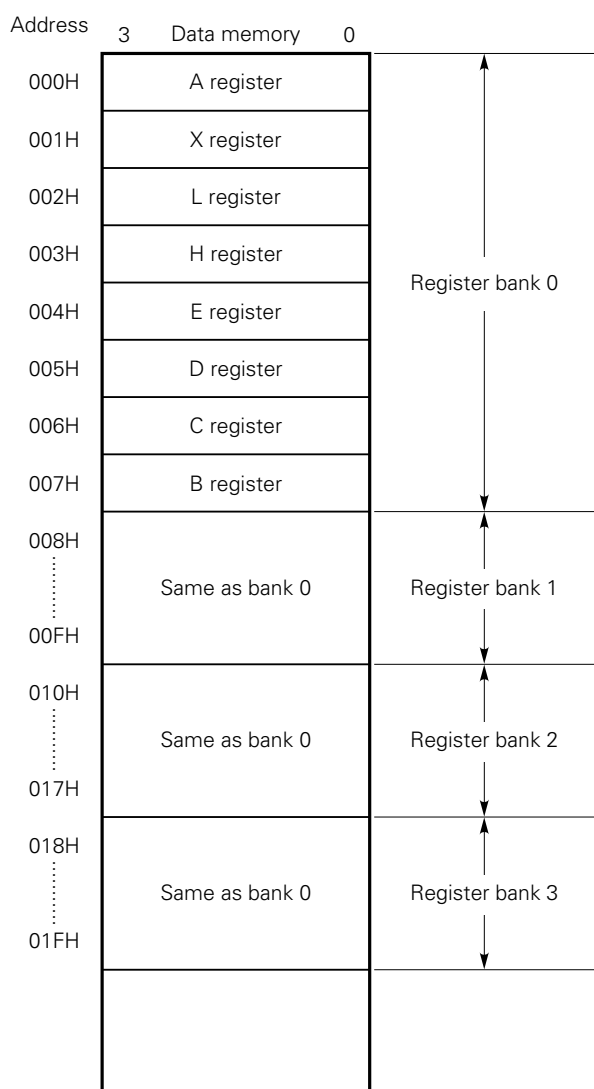 Address
3 Data memory 0
000H A register
001H X register
002H L register
003H H register
Register bank 0
004H E register
005H D register
006H C register
007H B register
008H
Same as bank 0 Register bank 1
00FH
010H
Same as bank 0 Register bank 2
017H
018H
Same as bank 0 Register bank 3
01FH